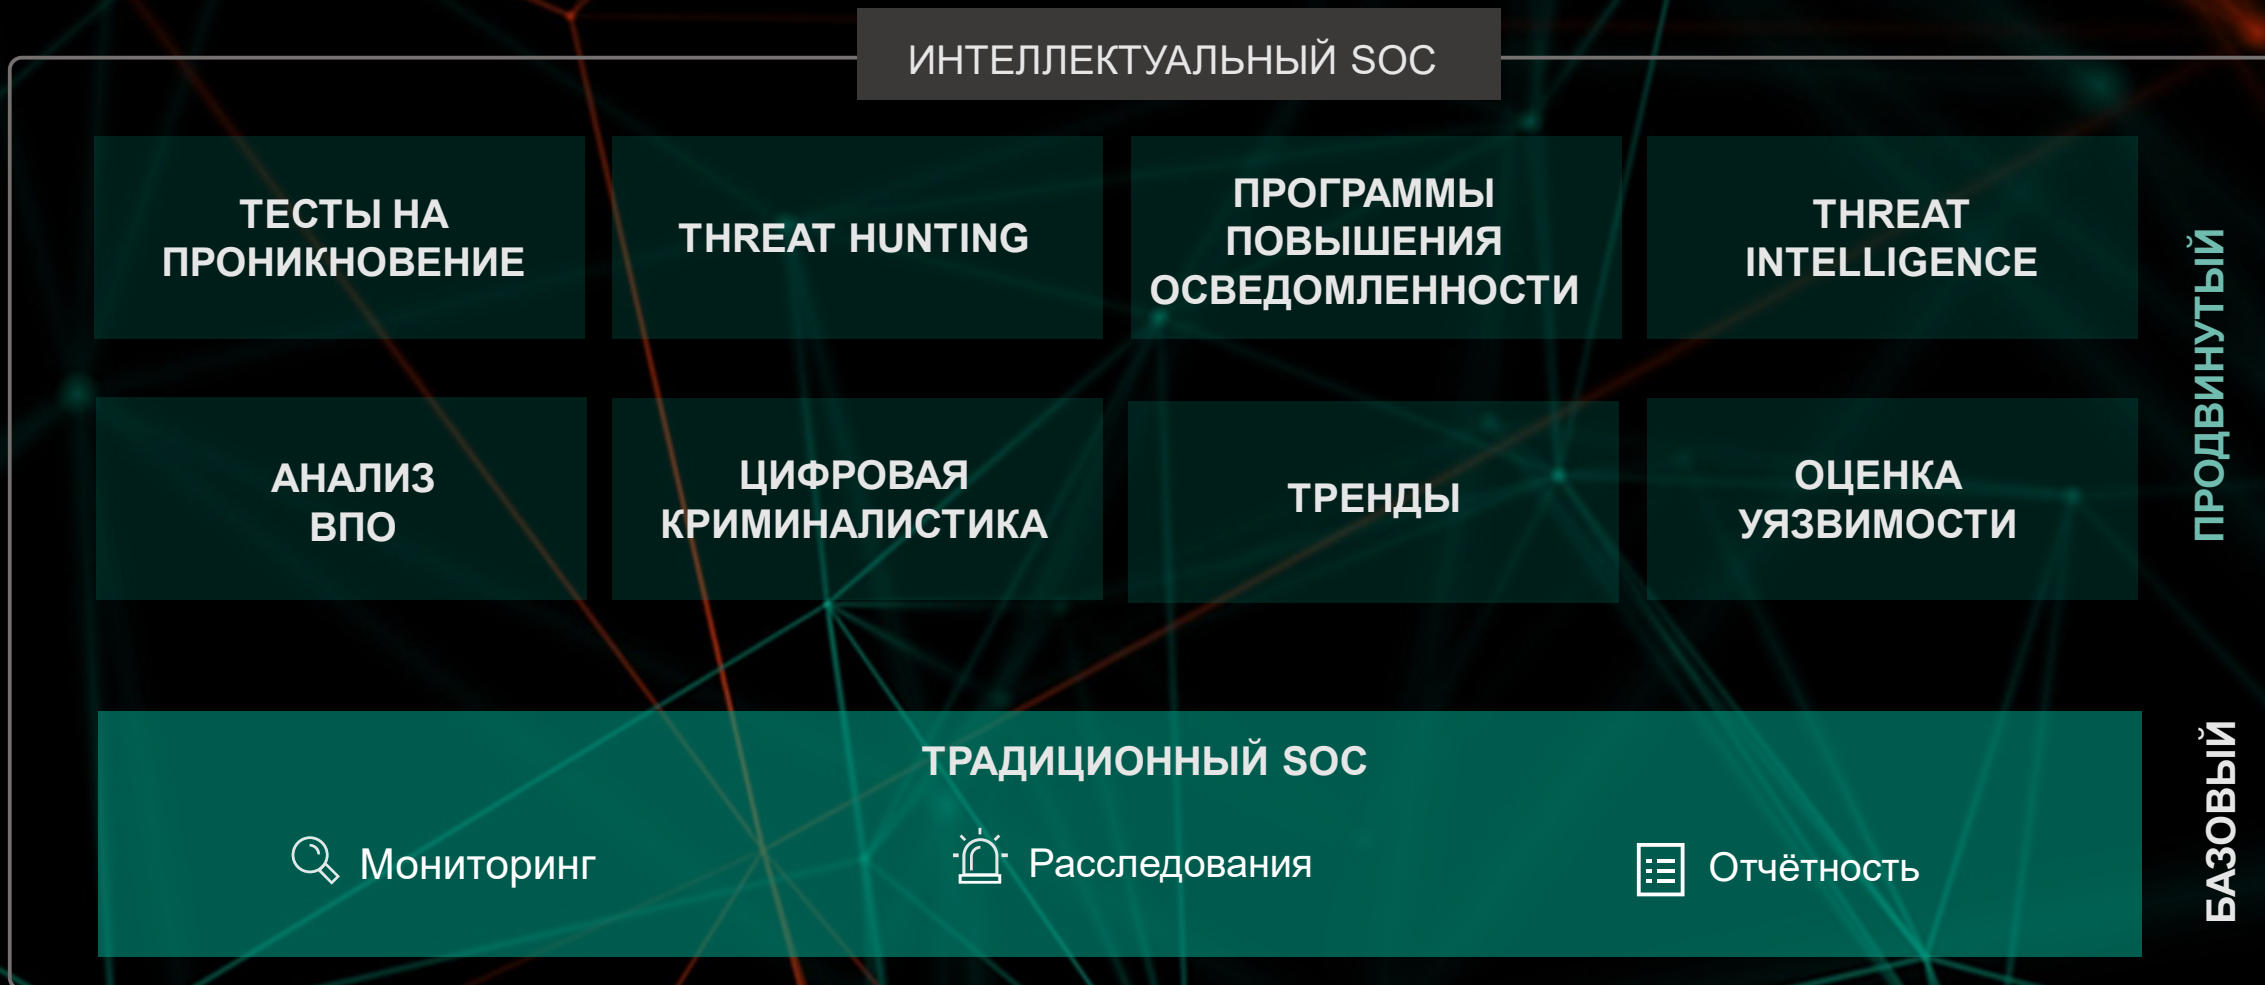 ИНТЕЛЛЕКТУАЛЬНЫЙ SOC
ТЕСТЫ НА
ПРОНИКНОВЕНИЕ
THREAT HUNTING
ПРОГРАММЫ
ПОВЫШЕНИЯ
ОСВЕДОМЛЕННОСТИ
THREAT
INTELLIGENCE
ПРОДВИНУТЫЙ
АНАЛИЗ
ВПО
ЦИФРОВАЯ
КРИМИНАЛИСТИКА
ТРЕНДЫ
ОЦЕНКА
УЯЗВИМОСТИ
ТРАДИЦИОННЫЙ SOC
Мониторинг
Расследования
Отчётность
БАЗОВЫЙ